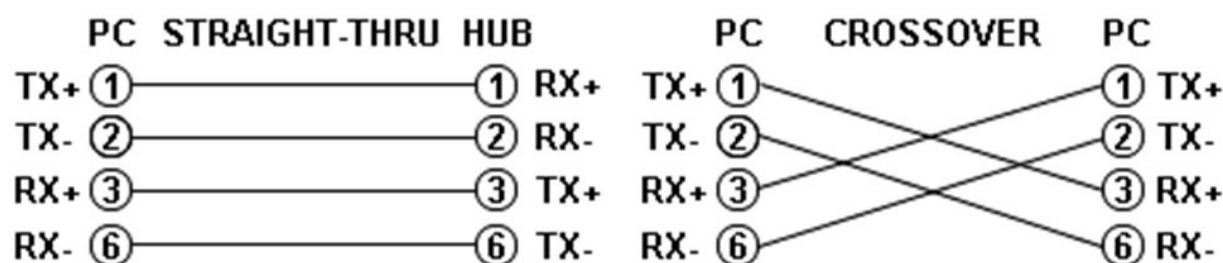 PC STRAIGHT-THRU HUB PC CROSSOVER PC
TX+ 1 1 RX+ TX+ 1 1 TX+
TX- 2 2 RX- TX- 2 2 TX-
RX+ 3 3 TX+ RX+ 3 3 RX+
RX- 6 6 TX- RX- 6 6 RX-